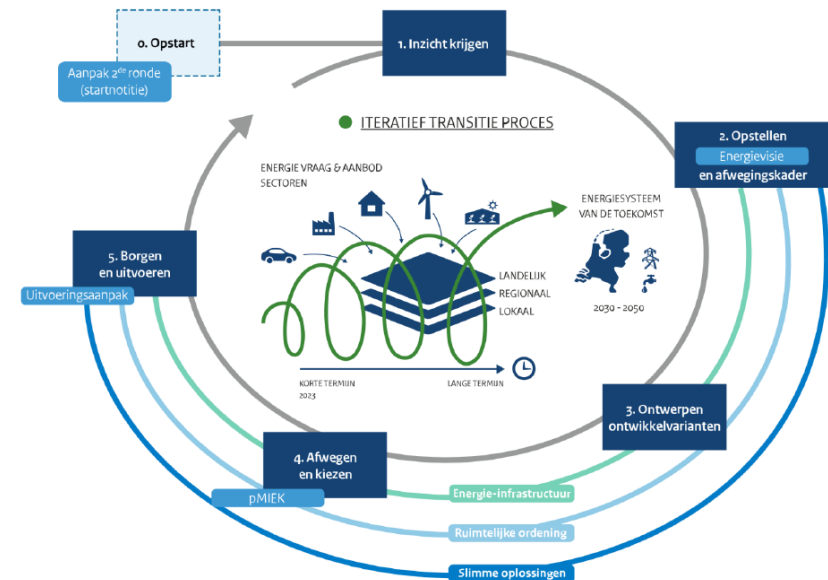 0. Opstart
Aanpak 2de ronde
(startnotitie)
1. Inzicht krijgen
ITERATIEF TRANSITIE PROCES
2. Opstellen
Energievisie
en afwegingskader
ENERGIE VRAAG & AANBOD
SECTOREN
ENERGIESYSTEEM
VAN DE TOEKOMST
5. Borgen
en uitvoeren
Uitvoeringsaanpak
LANDELIJK
REGIONAAL
LOKAAL
2030 - 2050
KORTE TERMIJN
2023
LANGE TERMIJN
3. Ontwerpen
ontwikkelvarianten
4. Afwegen
en kiezen
pMIEK
Energie-infrastructuur
Ruimtelijke ordening
Slimme oplossingen